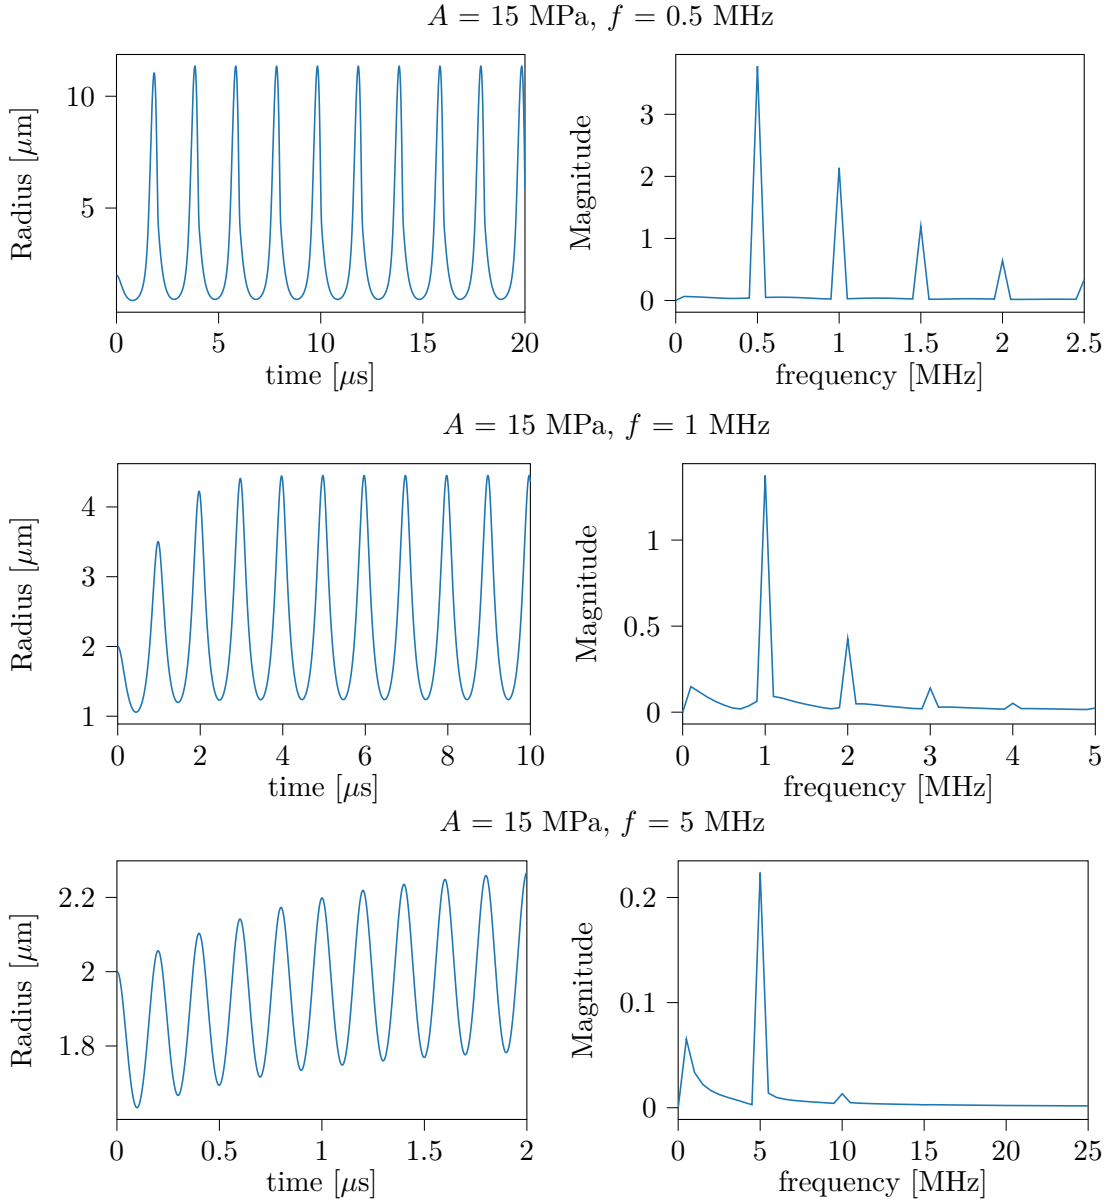 A = 15 MPa, f = 0.5 MHz
Radius [μm]
10
5
0 5 10 15 20
time [μs]
Magnitude
3
2
1
0
0 0.5 1 1.5 2 2.5
frequency [MHz]
A = 15 MPa, f = 1 MHz
Radius [μm]
4
3
2
1
0 2 4 6 8 10
time [μs]
Magnitude
1
0.5
0
0 1 2 3 4 5
frequency [MHz]
A = 15 MPa, f = 5 MHz
Radius [μm]
2.2
2
1.8
0 0.5 1 1.5 2
time [μs]
Magnitude
0.2
0.1
0
0 5 10 15 20 25
frequency [MHz]